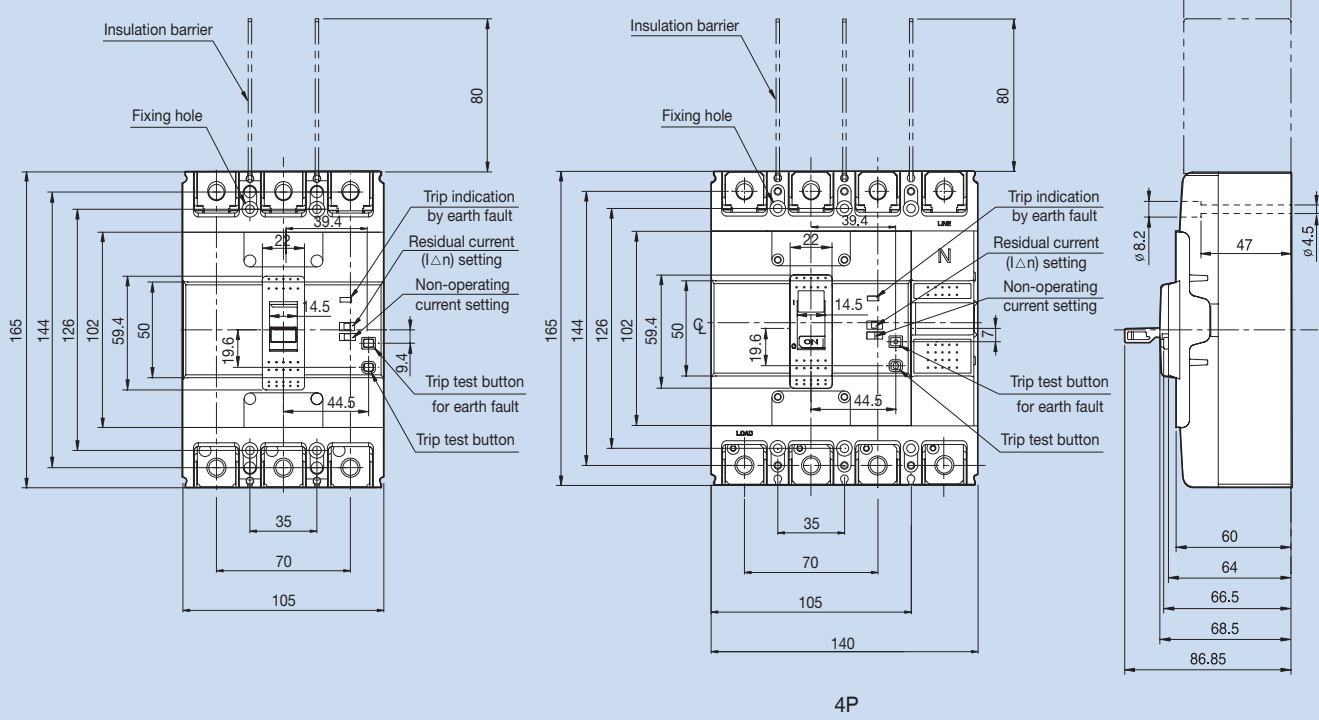 Insulation barrier
80
Fixing hole
Trip indication
by earth fault
39.4
22
Residual current
(I△n) setting
Non-operating
current setting
14.5
165
144
126
102
59.4
50
19.6
9.4
44.5
Trip test button
for earth fault
Trip test button
35
70
105
Insulation barrier
80
Fixing hole
Trip indication
by earth fault
LINE
39.4
22
N
Residual current
(I△n) setting
Non-operating
current setting
I
14.5
165
144
126
102
59.4
50
℄
19.6
O
ON
7
44.5
Trip test button
for earth fault
LOAD
Trip test button
35
70
105
140
ø8.2
47
ø4.5
60
64
66.5
68.5
86.85
4P